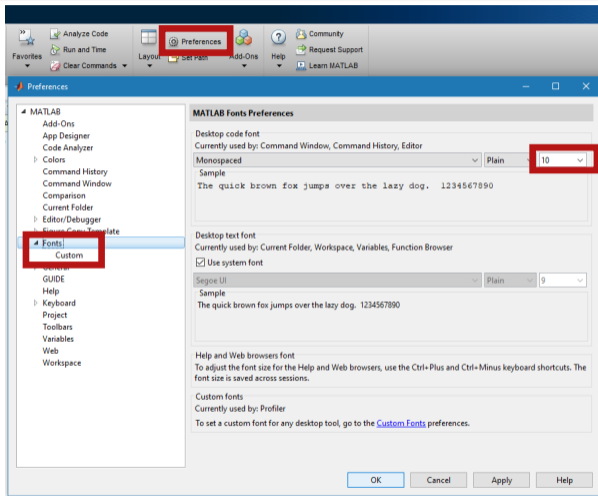 Favorites
Analyze Code
Run and Time
Clear Commands
Layout
Preferences
Set Path
Add-Ons
Help
Community
Request Support
Learn MATLAB
Preferences
MATLAB
Add-Ons
App Designer
Code Analyzer
Colors
Command History
Command Window
Comparison
Current Folder
Editor/Debugger
Figure Copy Template
Fonts
Custom
General
GUIDE
Help
Keyboard
Project
Toolbars
Variables
Web
Workspace
MATLAB Fonts Preferences
Desktop code font
Currently used by: Command Window, Command History, Editor
Monospaced Plain 10
Sample
The quick brown fox jumps over the lazy dog. 1234567890
Desktop text font
Currently used by: Current Folder, Workspace, Variables, Function Browser
Use system font
Segoe UI Plain 9
Sample
The quick brown fox jumps over the lazy dog. 1234567890
Help and Web browsers font
To adjust the font size for the Help and Web browsers, use the Ctrl+Plus and Ctrl+Minus keyboard shortcuts. The
font size is saved across sessions.
Custom fonts
Currently used by: Profiler
To set a custom font for any desktop tool, go to the Custom Fonts preferences.
OK Cancel Apply Help